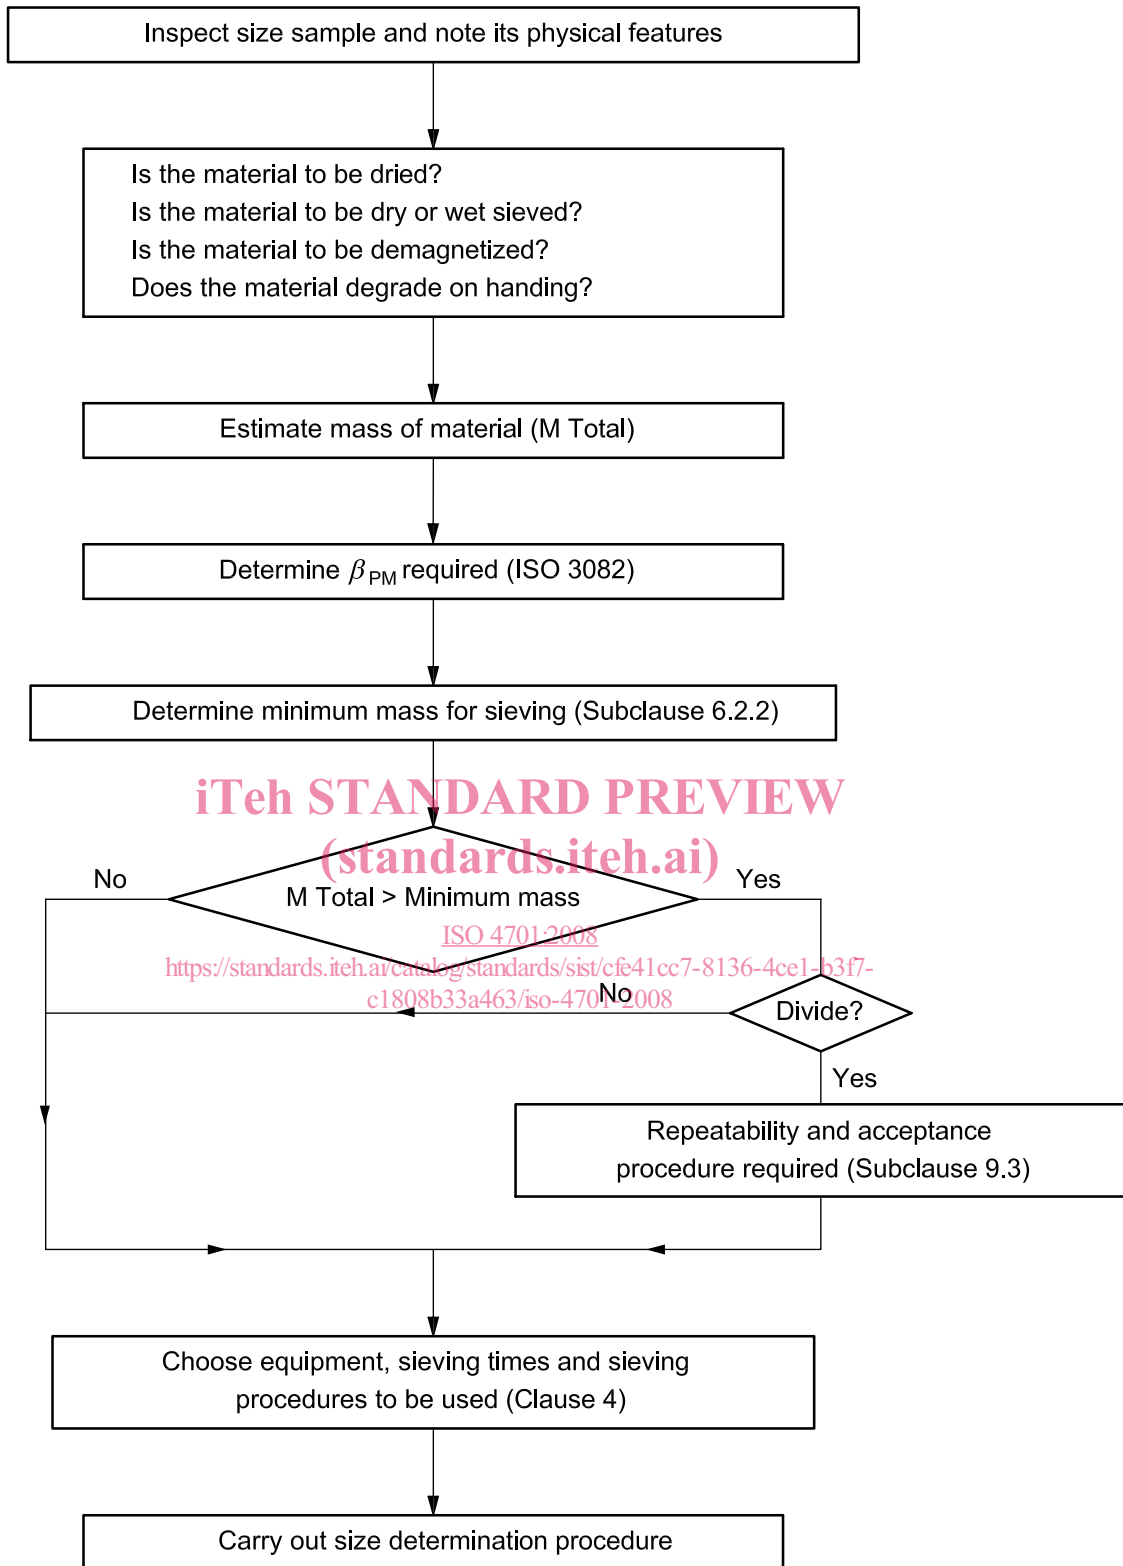 Inspect size sample and note its physical features
Is the material to be dried?
Is the material to be dry or wet sieved?
Is the material to be demagnetized?
Does the material degrade on handing?
Estimate mass of material (M Total)
Determine βPM required (ISO 3082)
Determine minimum mass for sieving (Subclause 6.2.2)
iTeh STANDARD PREVIEW
(standards.iteh.ai)
No
M Total > Minimum mass
Yes
ISO 4701:2008
https://standards.iteh.ai/catalog/standards/sist/cfe41cc7-8136-4ce1-b3f7-
c1808b33a463/iso-4701-2008
No
Divide?
Yes
Repeatability and acceptance
procedure required (Subclause 9.3)
Choose equipment, sieving times and sieving
procedures to be used (Clause 4)
Carry out size determination procedure